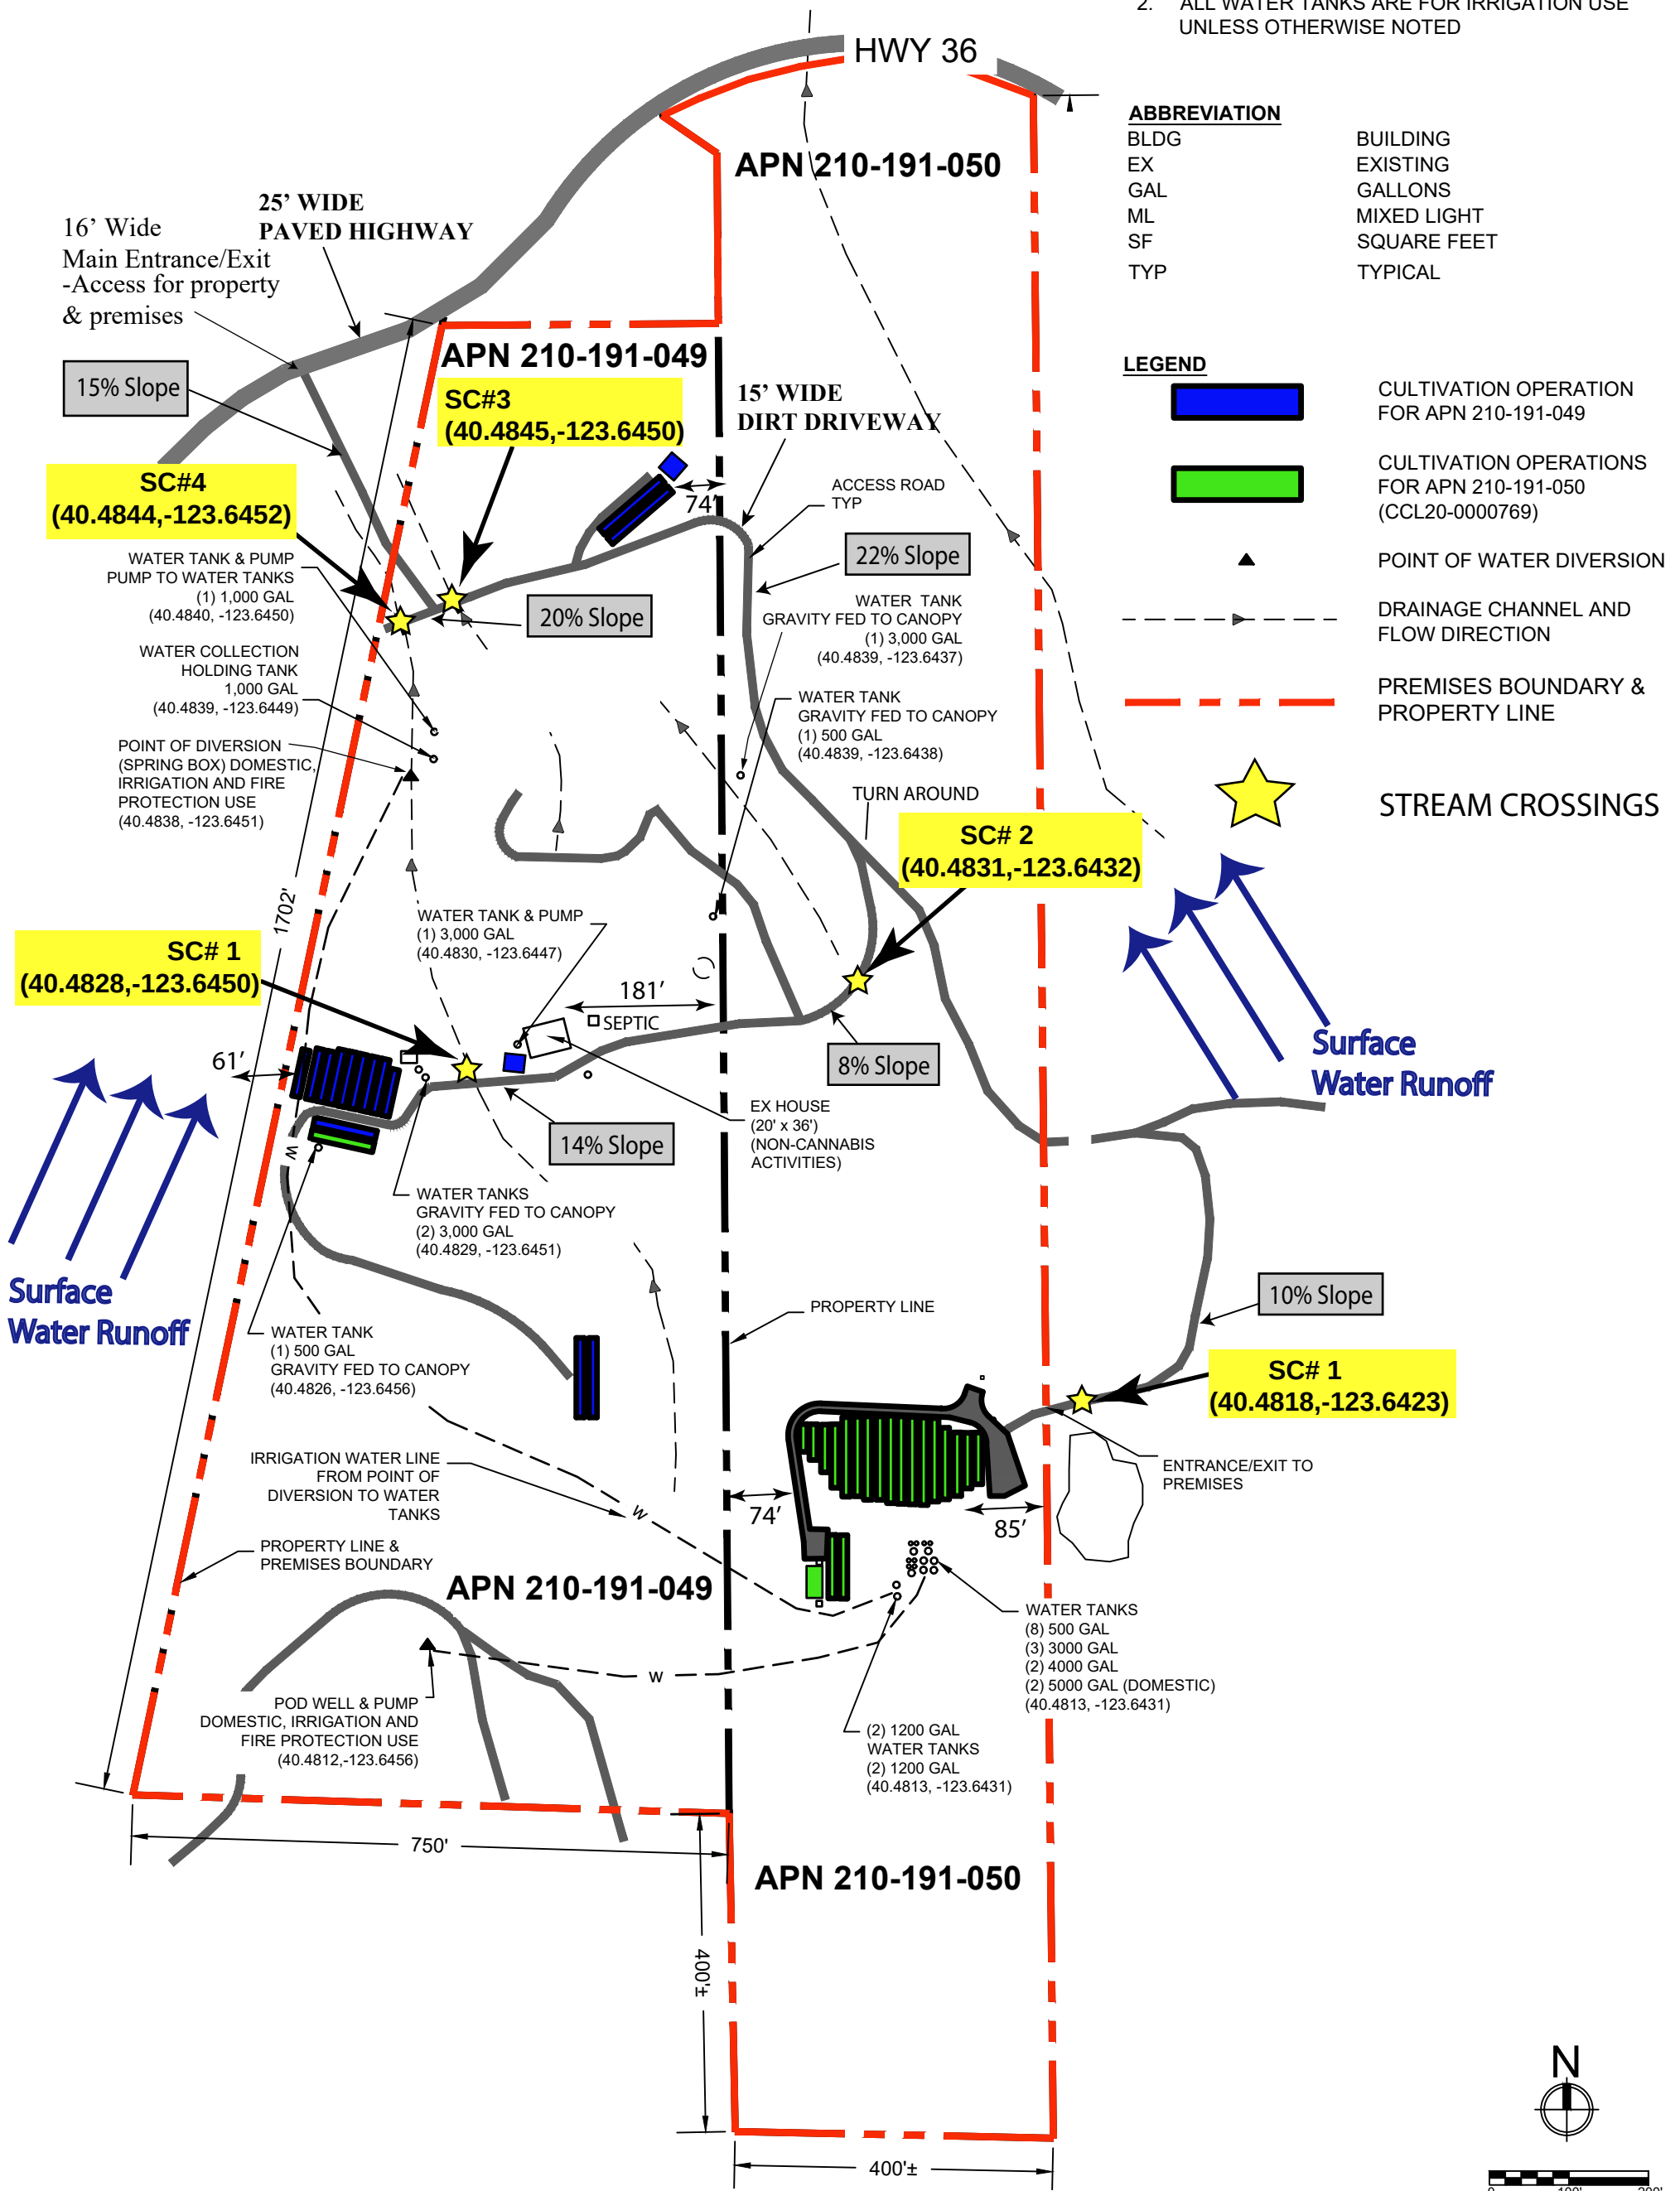 2. ALL WATER TANKS ARE FOR IRRIGATION USE
UNLESS OTHERWISE NOTED
HWY 36
ABBREVIATION
BLDG BUILDING
EX EXISTING
GAL GALLONS
ML MIXED LIGHT
SF SQUARE FEET
TYP TYPICAL
APN 210-191-050
25’ WIDE
PAVED HIGHWAY
16’ Wide
Main Entrance/Exit
-Access for property
& premises
LEGEND
CULTIVATION OPERATION
FOR APN 210-191-049
CULTIVATION OPERATIONS
FOR APN 210-191-050
(CCL20-0000769)
POINT OF WATER DIVERSION
DRAINAGE CHANNEL AND
FLOW DIRECTION
PREMISES BOUNDARY &
PROPERTY LINE
STREAM CROSSINGS
APN 210-191-049
15% Slope
SC#3
(40.4845,-123.6450)
15’ WIDE
DIRT DRIVEWAY
SC#4
(40.4844,-123.6452)
74’
ACCESS ROAD
TYP
22% Slope
WATER TANK & PUMP
PUMP TO WATER TANKS
(1) 1,000 GAL
(40.4840, -123.6450)
20% Slope
WATER TANK
GRAVITY FED TO CANOPY
(1) 3,000 GAL
(40.4839, -123.6437)
WATER COLLECTION
HOLDING TANK
1,000 GAL
(40.4839, -123.6449)
WATER TANK
GRAVITY FED TO CANOPY
(1) 500 GAL
(40.4839, -123.6438)
POINT OF DIVERSION
(SPRING BOX) DOMESTIC,
IRRIGATION AND FIRE
PROTECTION USE
(40.4838, -123.6451)
TURN AROUND
SC# 2
(40.4831,-123.6432)
1702'
WATER TANK & PUMP
(1) 3,000 GAL
(40.4830, -123.6447)
SC# 1
(40.4828,-123.6450)
181’
SEPTIC
61’
8% Slope
Surface
Water Runoff
14% Slope
EX HOUSE
(20' x 36')
(NON-CANNABIS
ACTIVITIES)
W
WATER TANKS
GRAVITY FED TO CANOPY
(2) 3,000 GAL
(40.4829, -123.6451)
Surface
Water Runoff
10% Slope
PROPERTY LINE
WATER TANK
(1) 500 GAL
GRAVITY FED TO CANOPY
(40.4826, -123.6456)
SC# 1
(40.4818,-123.6423)
IRRIGATION WATER LINE
FROM POINT OF
DIVERSION TO WATER
TANKS
W
ENTRANCE/EXIT TO
PREMISES
74’
85’
PROPERTY LINE &
PREMISES BOUNDARY
APN 210-191-049
WATER TANKS
(8) 500 GAL
(3) 3000 GAL
(2) 4000 GAL
(2) 5000 GAL (DOMESTIC)
(40.4813, -123.6431)
W
POD WELL & PUMP
DOMESTIC, IRRIGATION AND
FIRE PROTECTION USE
(40.4812,-123.6456)
(2) 1200 GAL
WATER TANKS
(2) 1200 GAL
(40.4813, -123.6431)
750'
APN 210-191-050
400'±
400'±
N
0 100' 200'